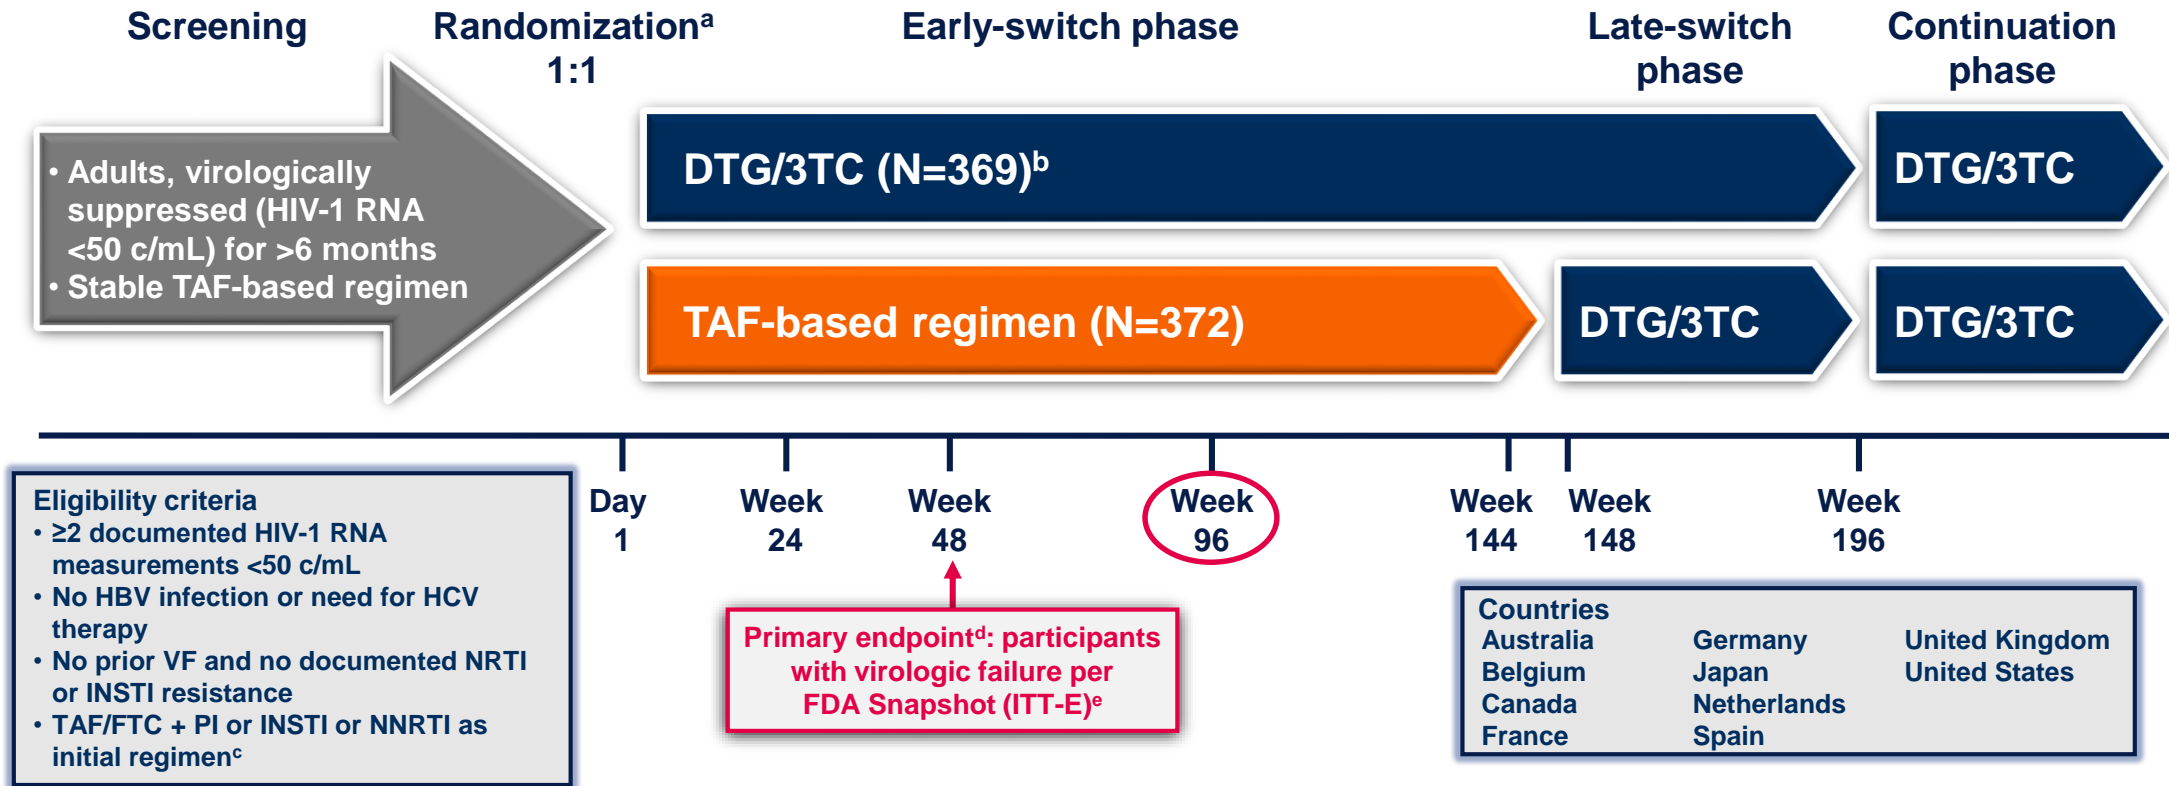 Screening
Randomizationᵃ
1:1
Early-switch phase
Late-switch
phase
Continuation
phase
• Adults, virologically
suppressed (HIV-1 RNA
<50 c/mL) for >6 months
• Stable TAF-based regimen
DTG/3TC (N=369)ᵇ
DTG/3TC
TAF-based regimen (N=372)
DTG/3TC
DTG/3TC
Day
1
Week
24
Week
48
Week
96
Week
144
Week
148
Week
196
Eligibility criteria
• ≥2 documented HIV-1 RNA
measurements <50 c/mL
• No HBV infection or need for HCV
therapy
• No prior VF and no documented NRTI
or INSTI resistance
• TAF/FTC + PI or INSTI or NNRTI as
initial regimenᶜ
Primary endpointᵈ: participants
with virologic failure per
FDA Snapshot (ITT-E)ᵉ
Countries
Australia
Belgium
Canada
France
Germany
Japan
Netherlands
Spain
United Kingdom
United States